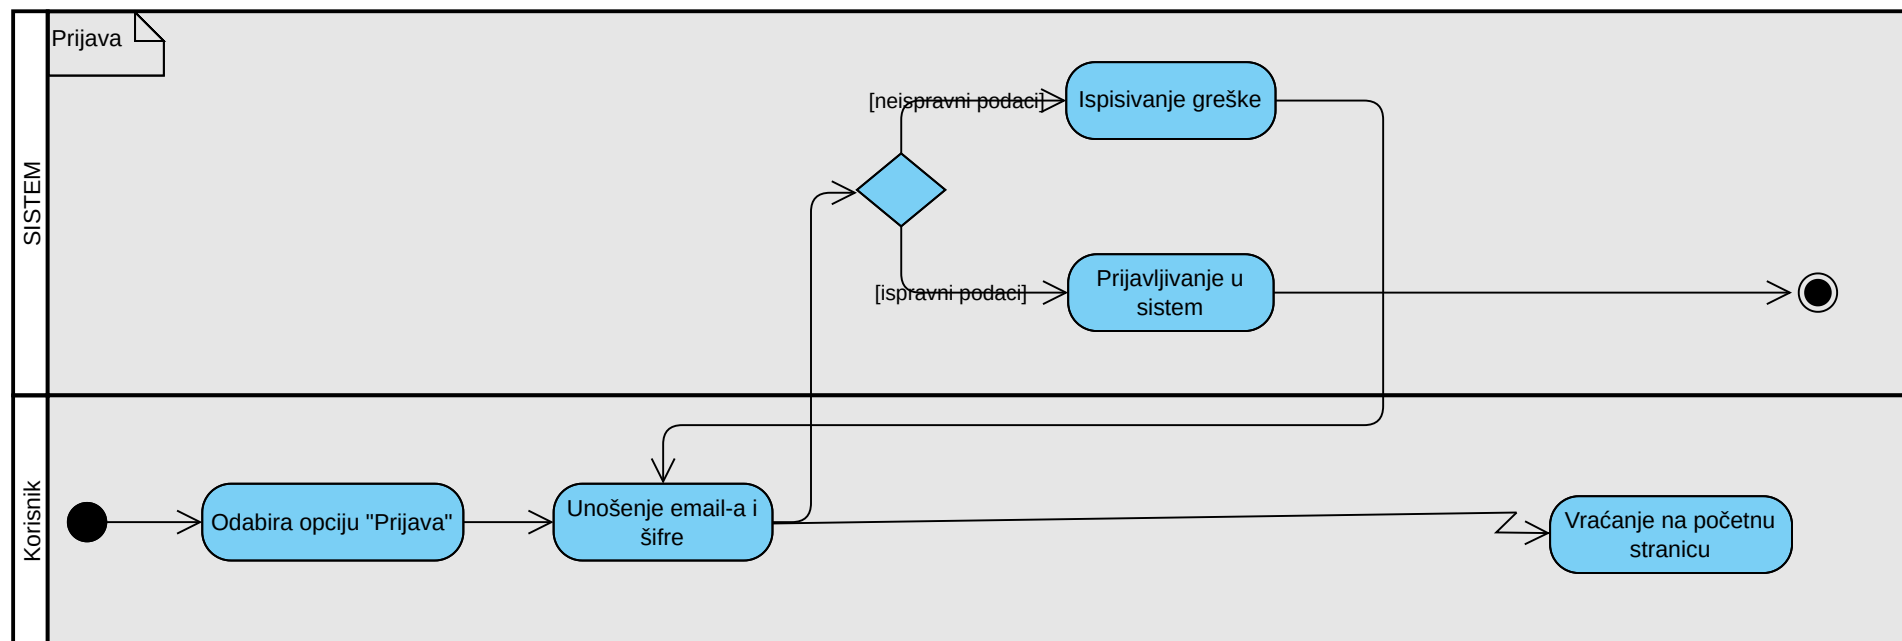 Prijava
SISTEM
[neispravni podaci]
Ispisivanje greške
[ispravni podaci]
Prijavljivanje u
sistem
Korisnik
Odabira opciju "Prijava"
Unošenje email-a i
šifre
Vraćanje na početnu
stranicu